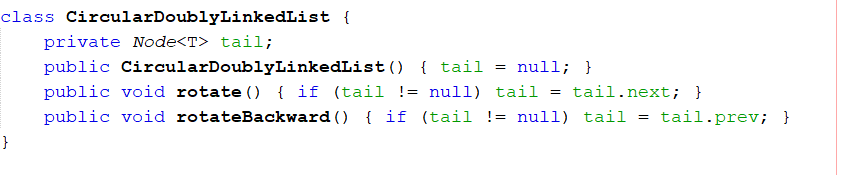 class CircularDoublyLinkedList {
    private Node<T> tail;
    public CircularDoublyLinkedList() { tail = null; }
    public void rotate() { if (tail != null) tail = tail.next; }
    public void rotateBackward() { if (tail != null) tail = tail.prev; }
}